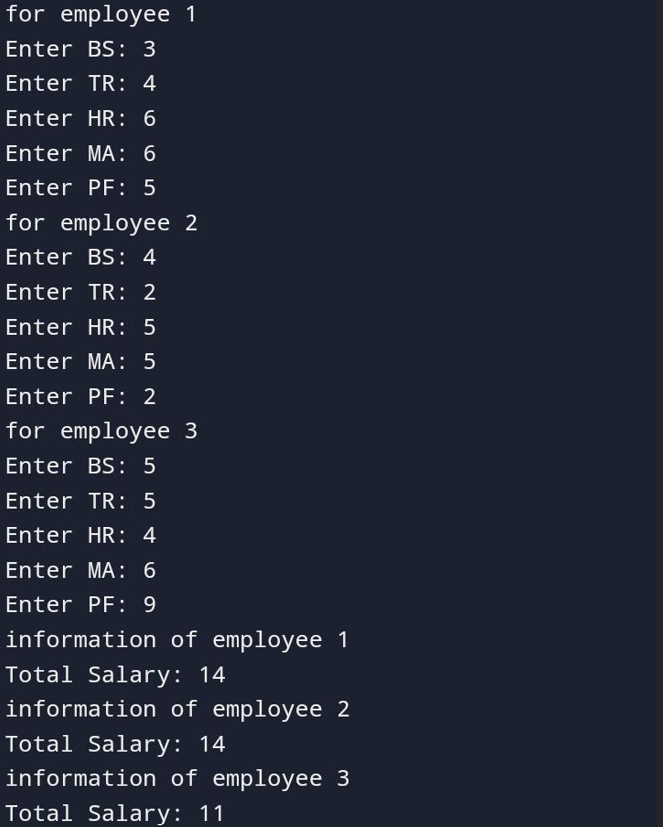 for employee 1
Enter BS: 3
Enter TR: 4
Enter HR: 6
Enter MA: 6
Enter PF: 5
for employee 2
Enter BS: 4
Enter TR: 2
Enter HR: 5
Enter MA: 5
Enter PF: 2
for employee 3
Enter BS: 5
Enter TR: 5
Enter HR: 4
Enter MA: 6
Enter PF: 9
information of employee 1
Total Salary: 14
information of employee 2
Total Salary: 14
information of employee 3
Total Salary: 11